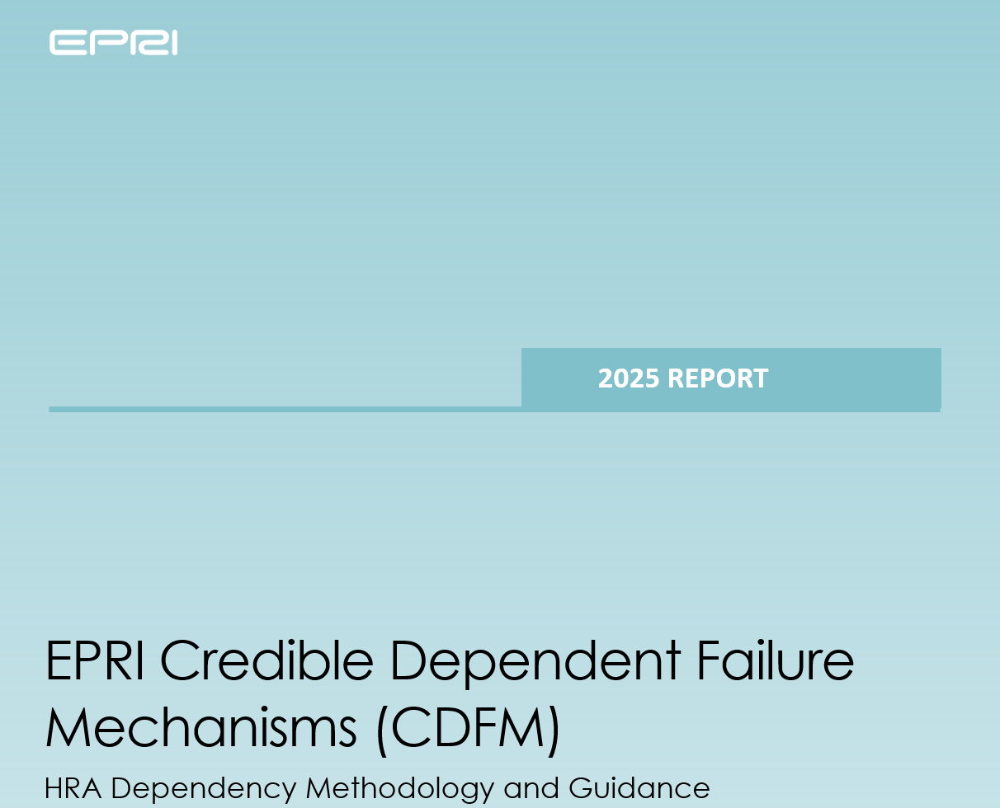 EPRI
2025 REPORT
EPRI Credible Dependent Failure
Mechanisms (CDFM)
HRA Dependency Methodology and Guidance